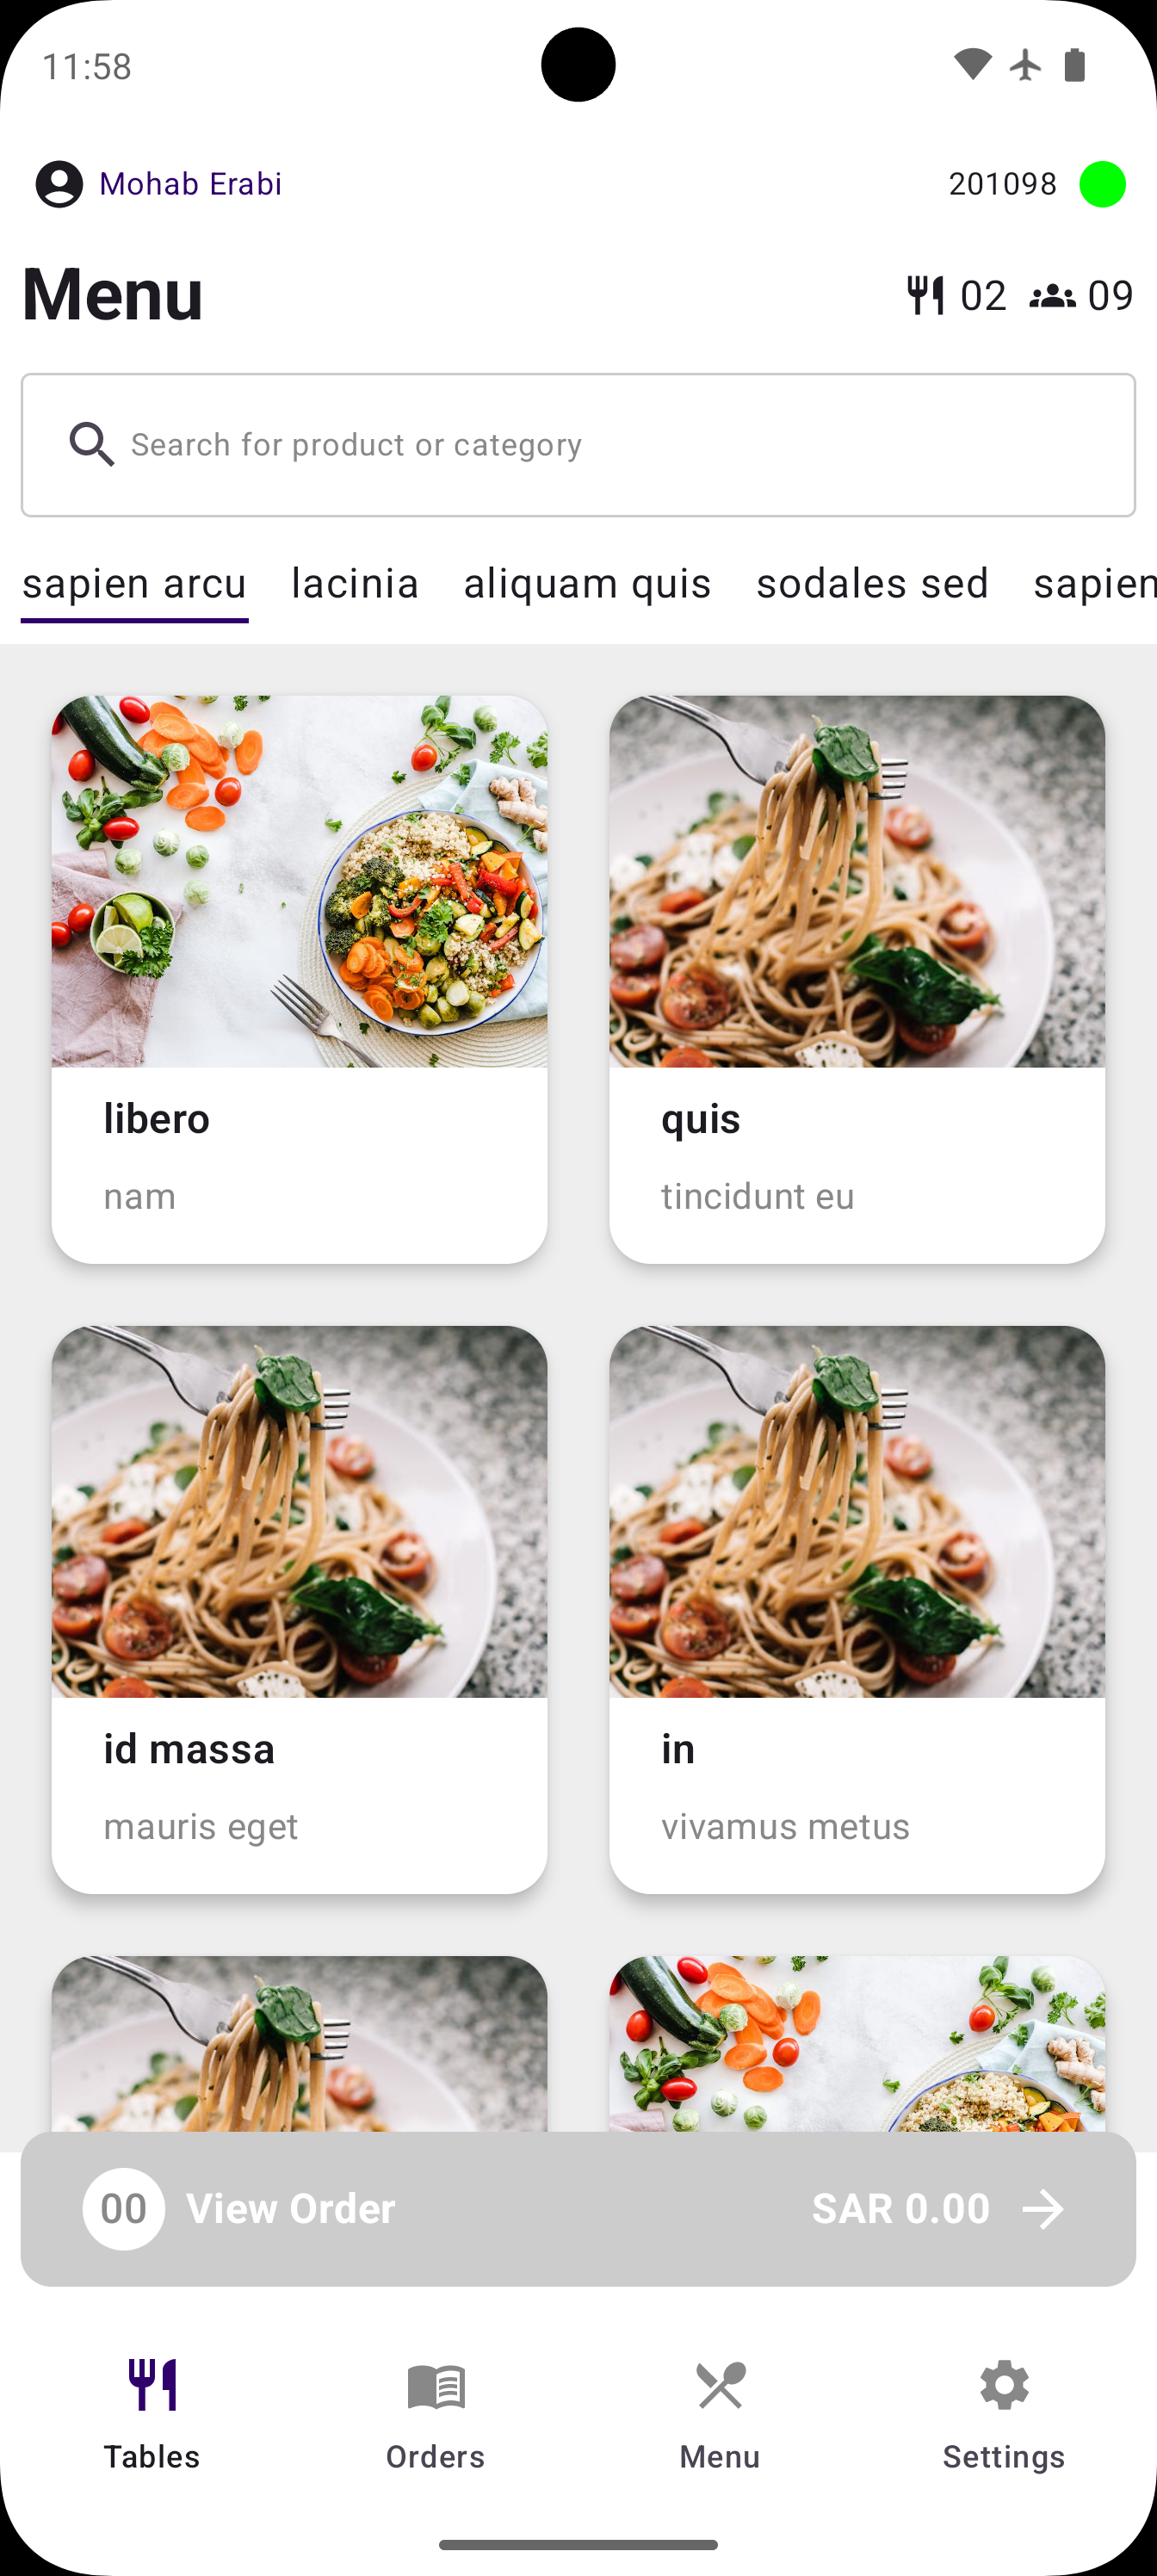 11:58
Mohab Erabi 201098
Menu 02 09
Search for product or category
sapien arcu lacinia aliquam quis sodales sed sapien
libero quis
nam tincidunt eu
id massa in
mauris eget vivamus metus
00 View Order SAR 0.00
Tables Orders Menu Settings